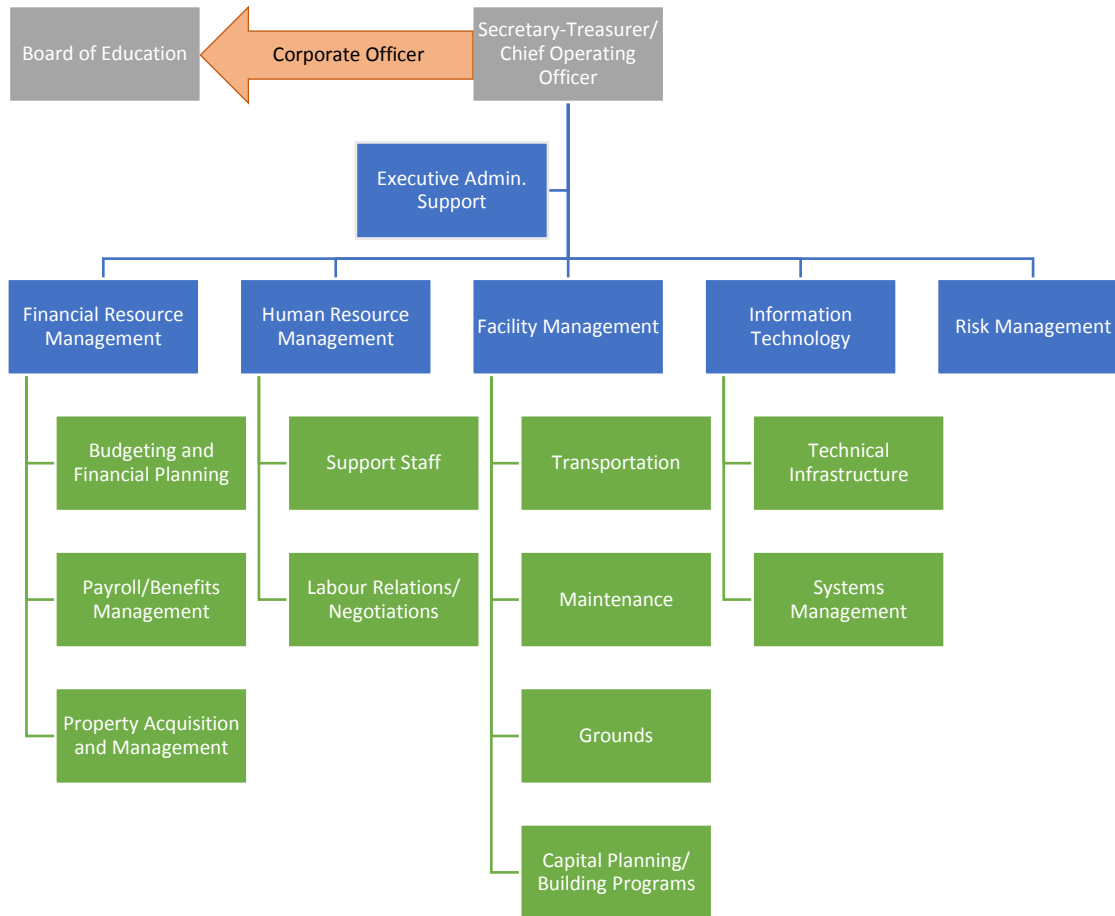 Board of Education
Corporate Officer
Secretary-Treasurer/
Chief Operating
Officer
Executive Admin.
Support
Financial Resource
Management
Human Resource
Management
Facility Management
Information
Technology
Risk Management
Budgeting and
Financial Planning
Support Staff
Transportation
Technical
Infrastructure
Payroll/Benefits
Management
Labour Relations/
Negotiations
Maintenance
Systems
Management
Property Acquisition
and Management
Grounds
Capital Planning/
Building Programs